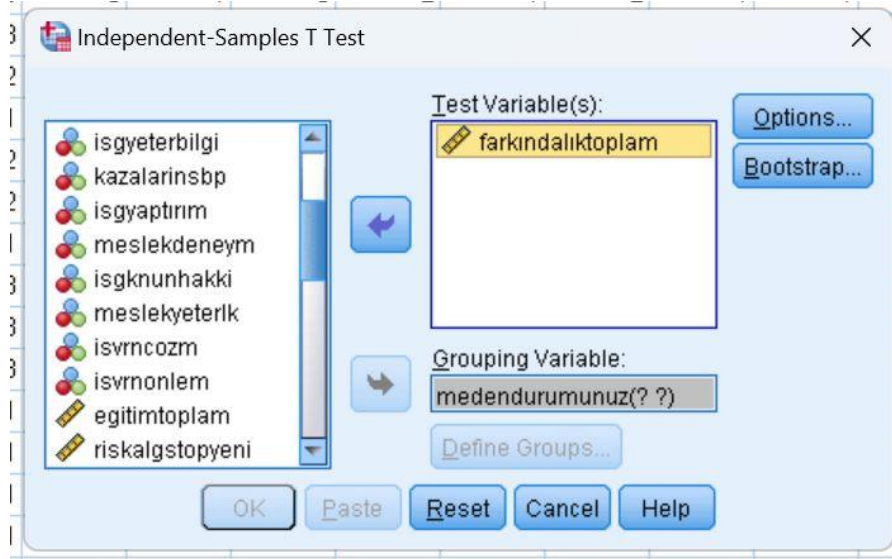 Independent-Samples T Test
isgyeterbilgi
kazalarinsbp
isgyaptırım
meslekdeneym
isgknunhakki
meslekyeterlk
isvrncozm
isvrnonlem
egitimtoplam
riskalgstopyeni
Test Variable(s):
farkındalıktoplam
Grouping Variable:
medendurumunuz(? ?)
Define Groups...
Options...
Bootstrap...
OK Paste Reset Cancel Help